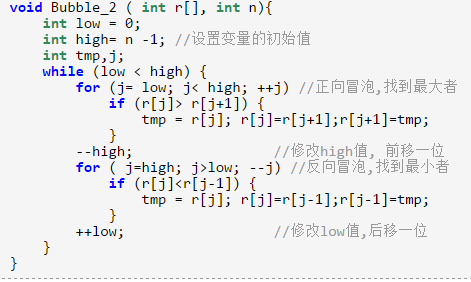 void Bubble_2 ( int r[], int n){
    int low = 0;
    int high= n -1; //设置变量的初始值
    int tmp,j;
    while (low < high) {
        for (j= low; j< high; ++j) //正向冒泡,找到最大者
            if (r[j]> r[j+1]) {
                tmp = r[j]; r[j]=r[j+1];r[j+1]=tmp;
            }
        --high;                 //修改high值, 前移一位
        for ( j=high; j>low; --j) //反向冒泡,找到最小者
            if (r[j]<r[j-1]) {
                tmp = r[j]; r[j]=r[j-1];r[j-1]=tmp;
            }
        ++low;                  //修改low值,后移一位
    }
}